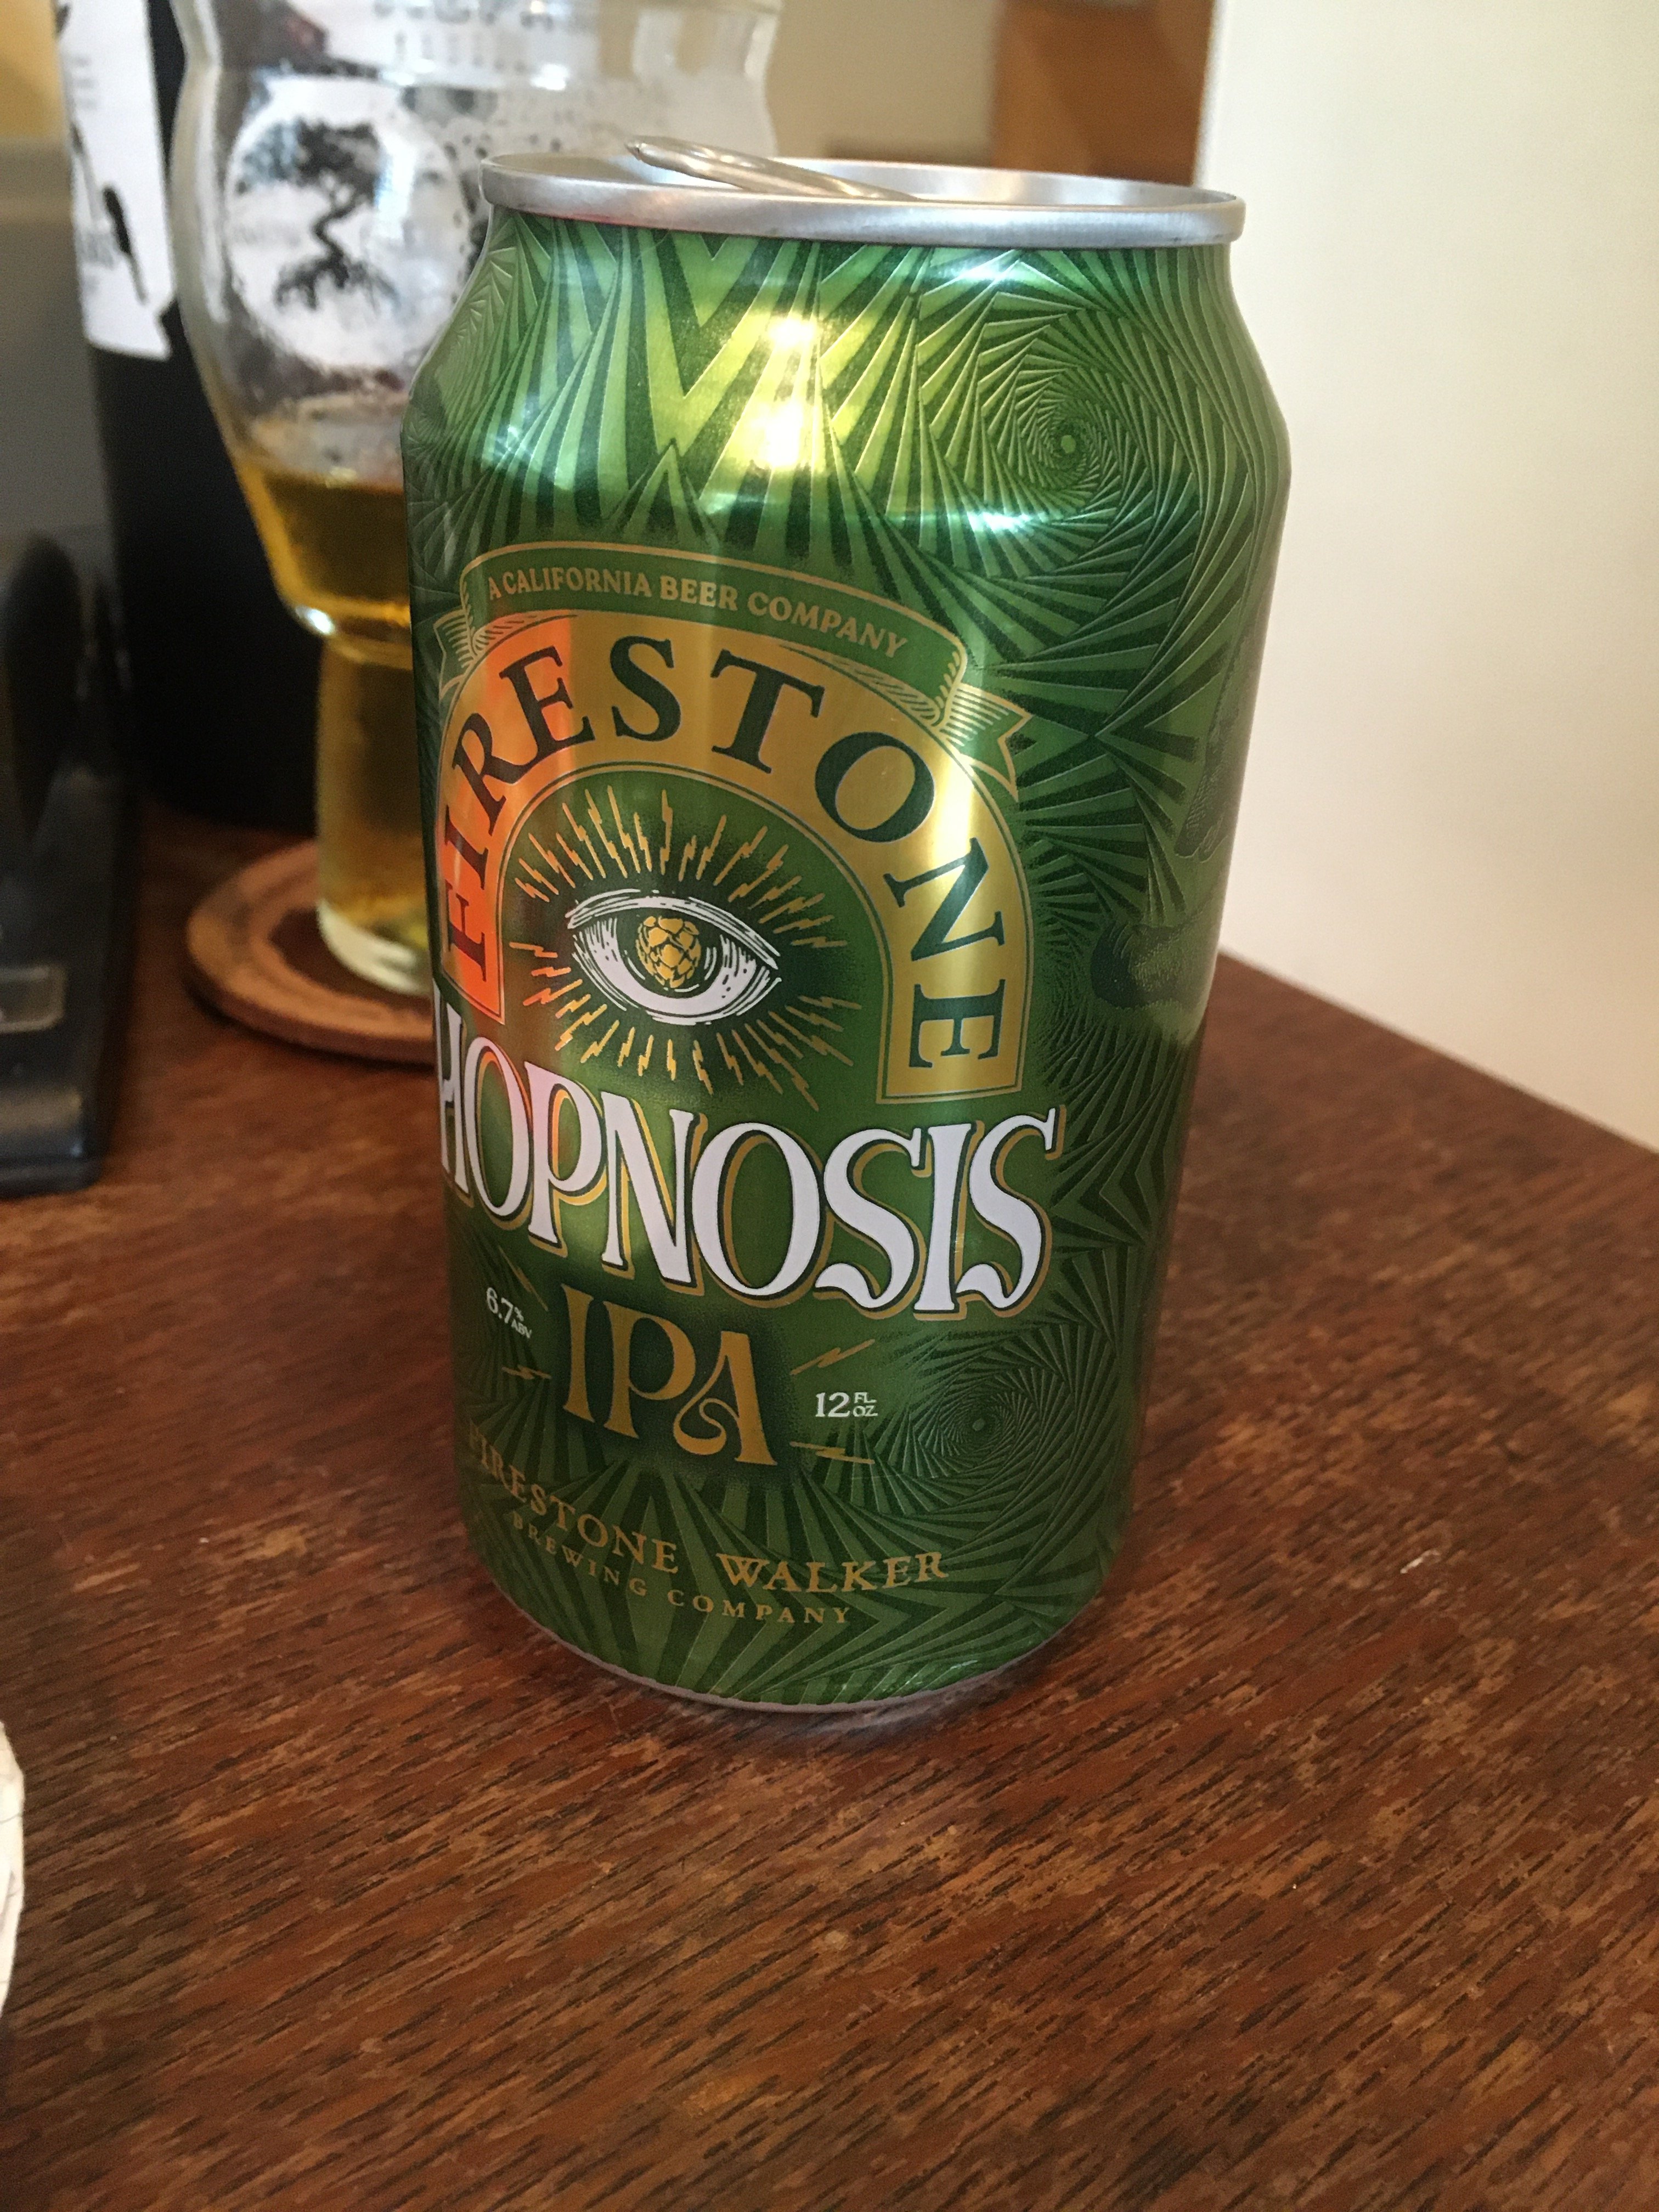 A CALIFORNIA BEER COMPANY
FIRESTONE
HOPNOSIS
6.7% ABV
IPA
12 FL OZ
FIRESTONE WALKER
BREWING COMPANY